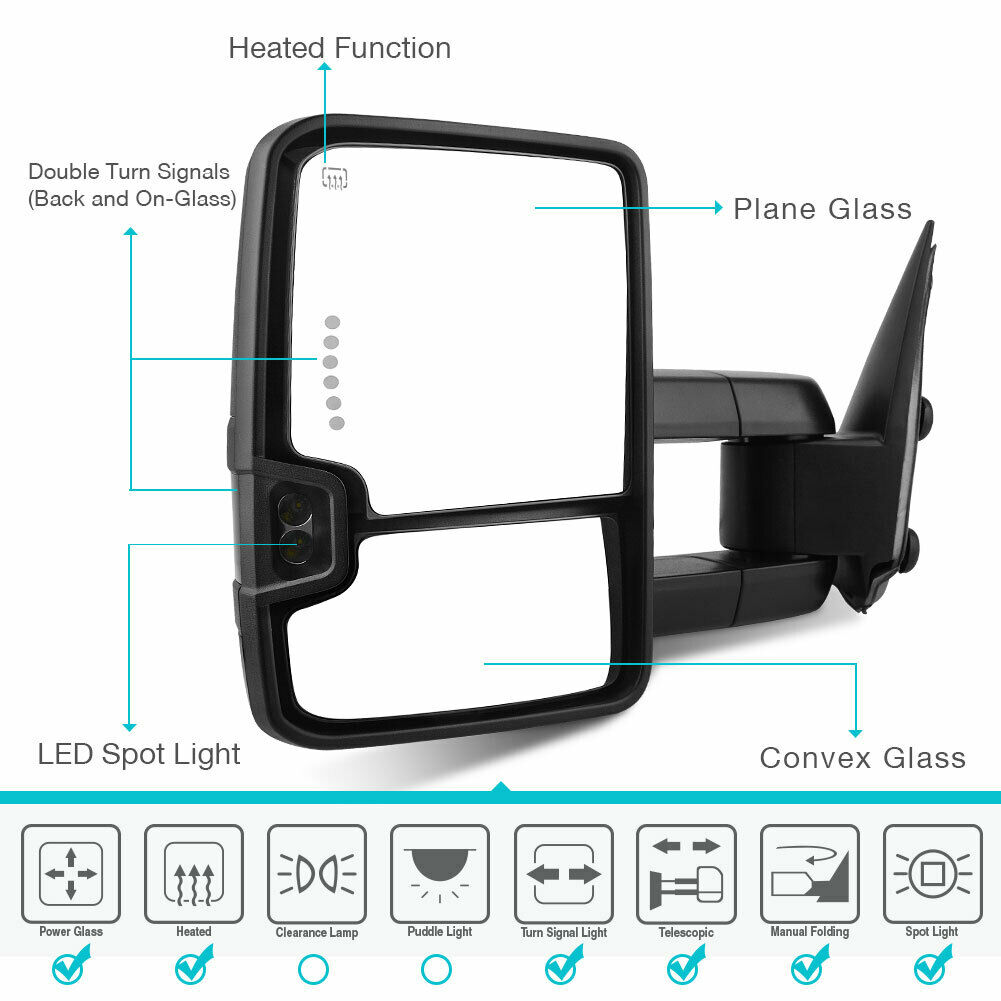 Heated Function
Double Turn Signals
(Back and On-Glass)
Plane Glass
LED Spot Light
Convex Glass
Power Glass
Heated
Clearance Lamp
Puddle Light
Turn Signal Light
Telescopic
Manual Folding
Spot Light